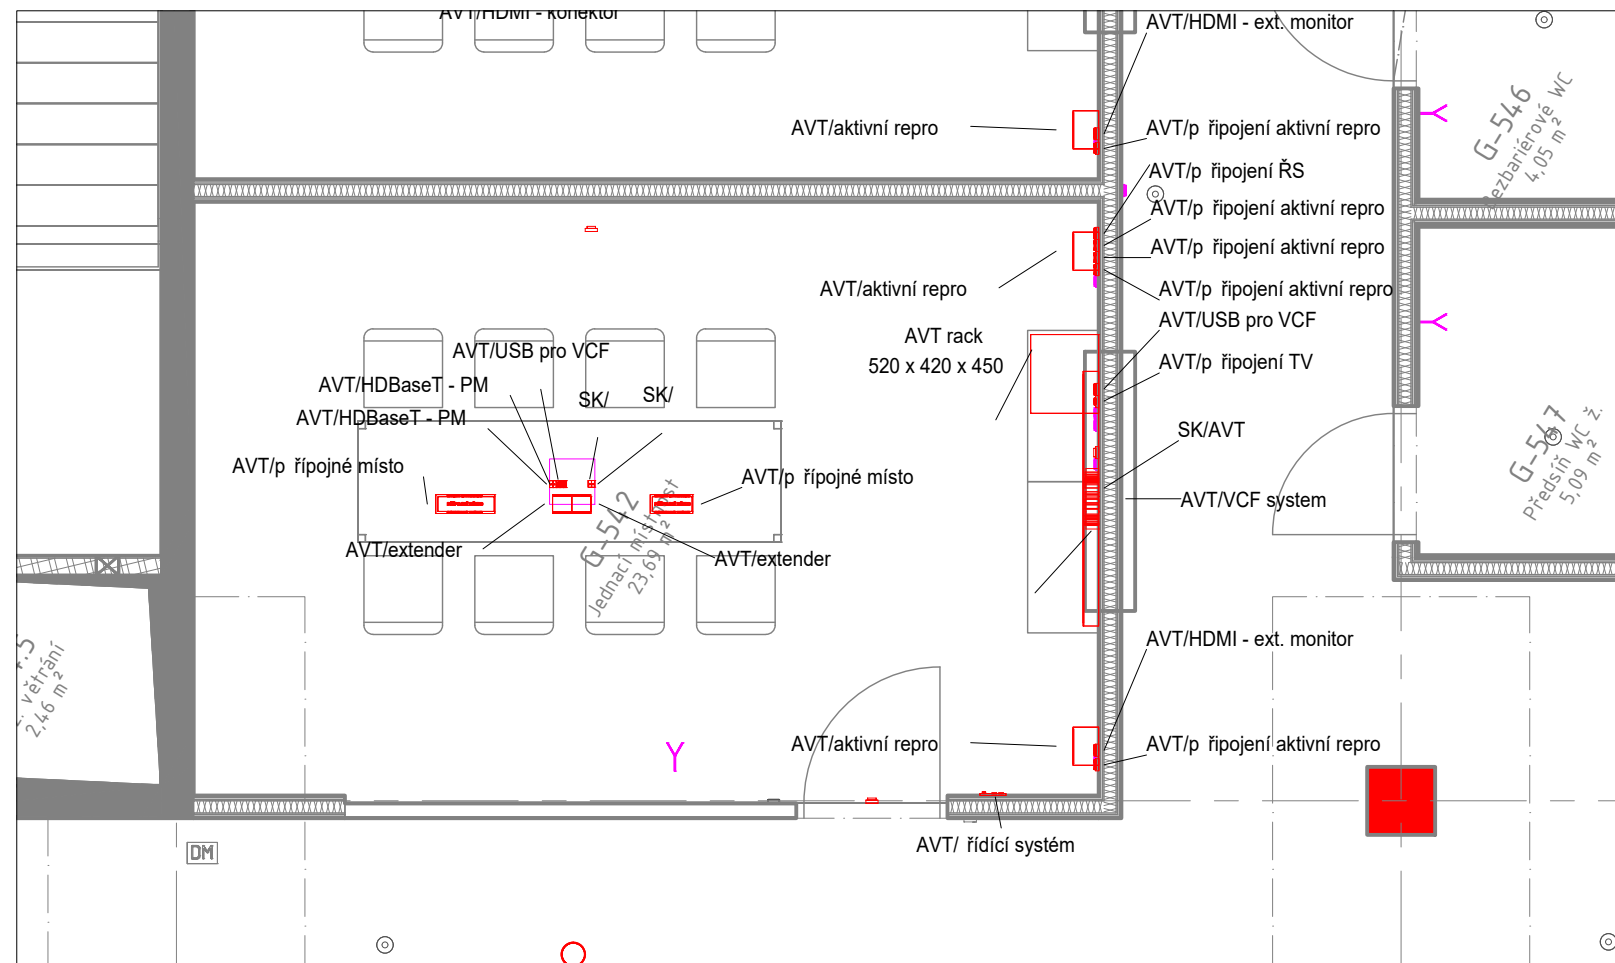 AVT/HDMI - konektor
AVT/HDMI - ext. monitor
AVT/aktivní repro
AVT/p řipojení aktivní repro
AVT/p řipojení ŘS
AVT/p řipojení aktivní repro
AVT/p řipojení aktivní repro
AVT/aktivní repro
AVT/p řipojení aktivní repro
AVT/USB pro VCF
AVT rack
520 x 420 x 450
AVT/p řipojení TV
AVT/USB pro VCF
AVT/HDBaseT - PM
SK/
SK/
AVT/HDBaseT - PM
SK/AVT
AVT/p řípojné místo
AVT/p řípojné místo
AVT/VCF system
AVT/extender
AVT/extender
G-542
Jednací místnost
23,69 m²
G-546
Bezbariérové WC
4,05 m²
G-547
Předsíň WC ž.
5,09 m²
větrání
2,46 m²
AVT/HDMI - ext. monitor
AVT/aktivní repro
AVT/p řipojení aktivní repro
AVT/ řídící systém
DM